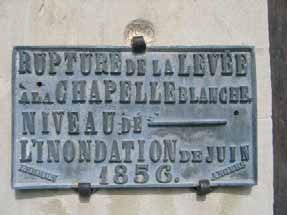 RUPTURE DE LA LEVÉE
À LA CHAPELLE BLANCHE.
NIVEAU DE
L'INONDATION DE JUIN
1856.